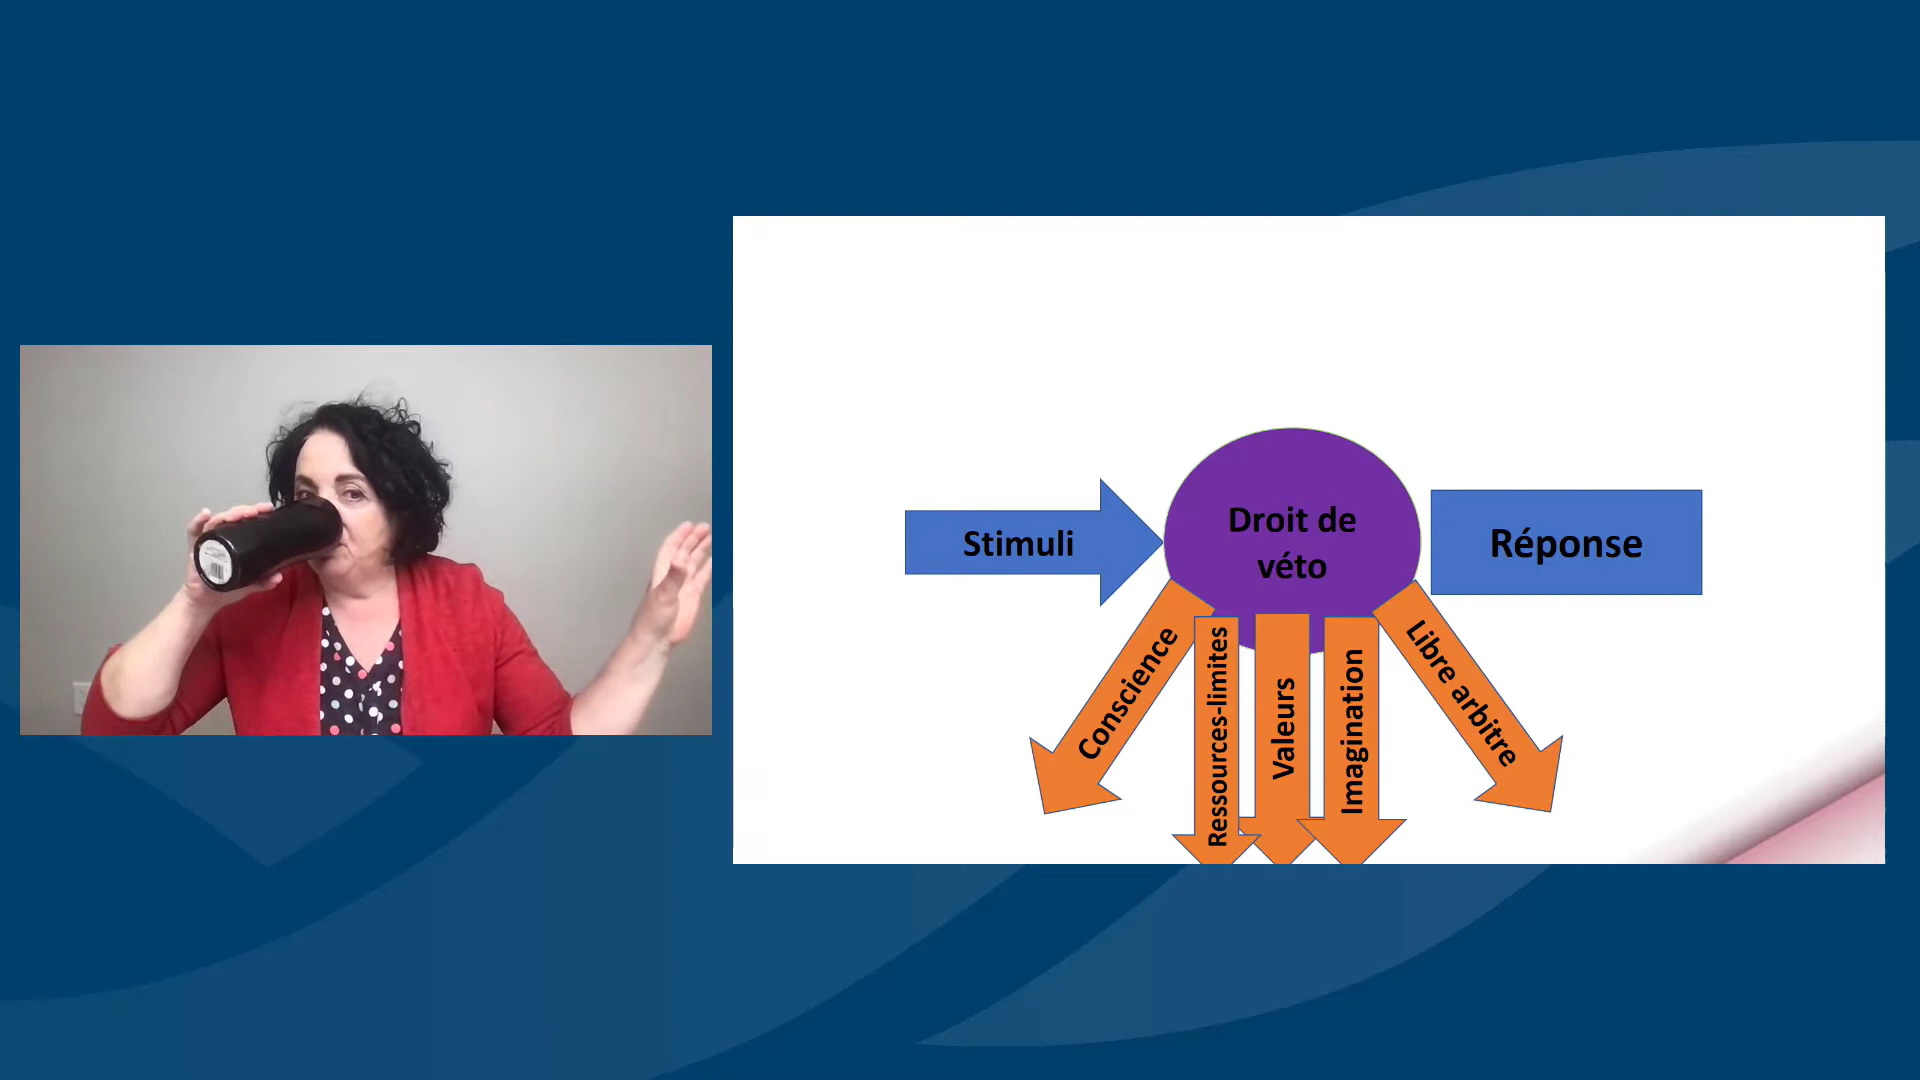 Stimuli
Droit de
véto
Réponse
Conscience
Ressources-limites
Valeurs
Imagination
Libre arbitre